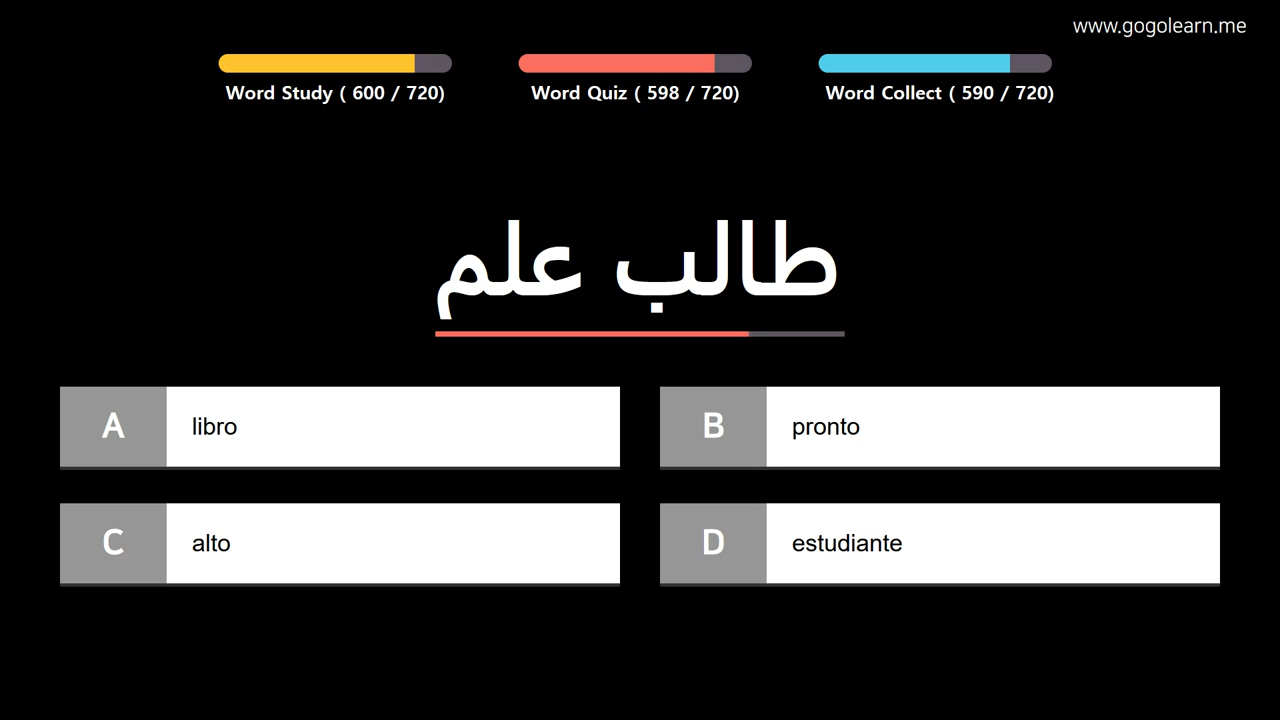 www.gogolearn.me
Word Study ( 600 / 720)
Word Quiz ( 598 / 720)
Word Collect ( 590 / 720)
طالب علم
A libro
B pronto
C alto
D estudiante